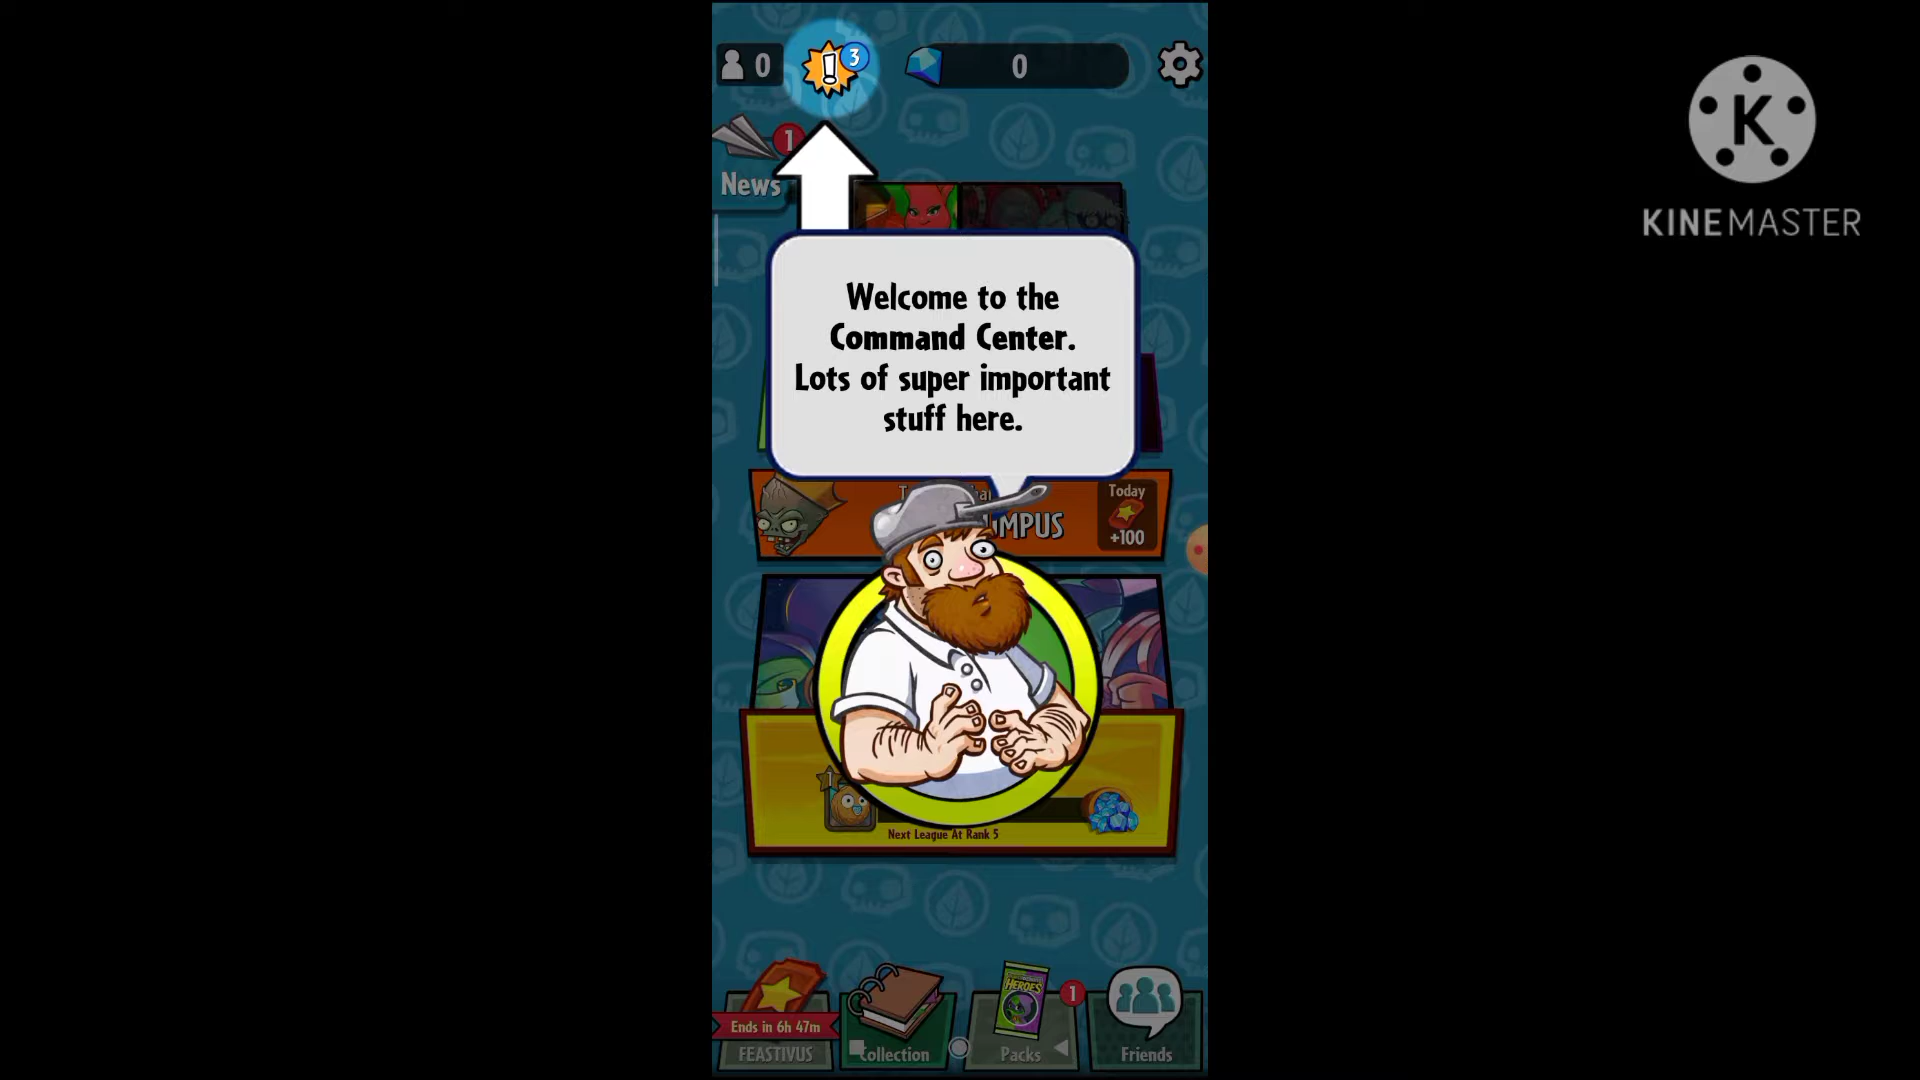 0
3
0
1
News
KINEMASTER
K
Welcome to the
Command Center.
Lots of super important
stuff here.
Today
MPUS
+100
1
Next League At Rank 5
HEROES
1
Ends in 6h 47m
FEASTIVUS
Collection
Packs
Friends